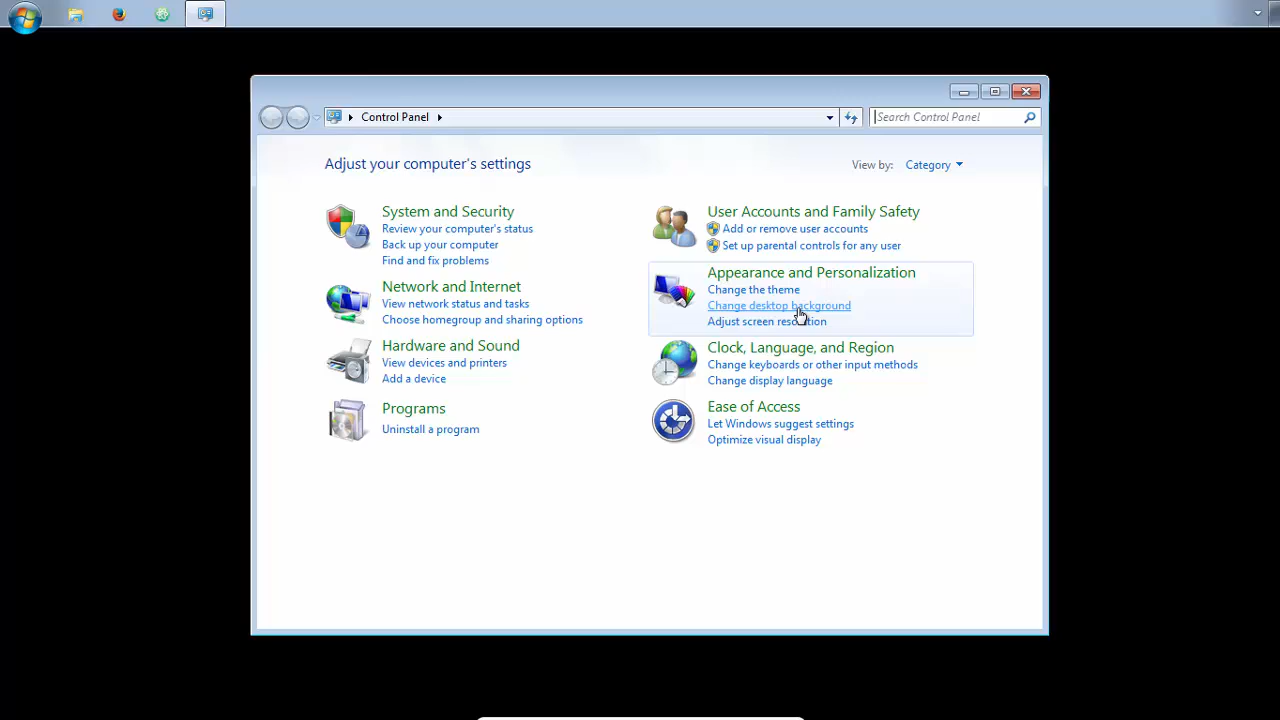 Control Panel
Search Control Panel
Adjust your computer's settings
View by: Category
System and Security
Review your computer's status
Back up your computer
Find and fix problems
Network and Internet
View network status and tasks
Choose homegroup and sharing options
Hardware and Sound
View devices and printers
Add a device
Programs
Uninstall a program
User Accounts and Family Safety
Add or remove user accounts
Set up parental controls for any user
Appearance and Personalization
Change the theme
Change desktop background
Adjust screen resolution
Clock, Language, and Region
Change keyboards or other input methods
Change display language
Ease of Access
Let Windows suggest settings
Optimize visual display